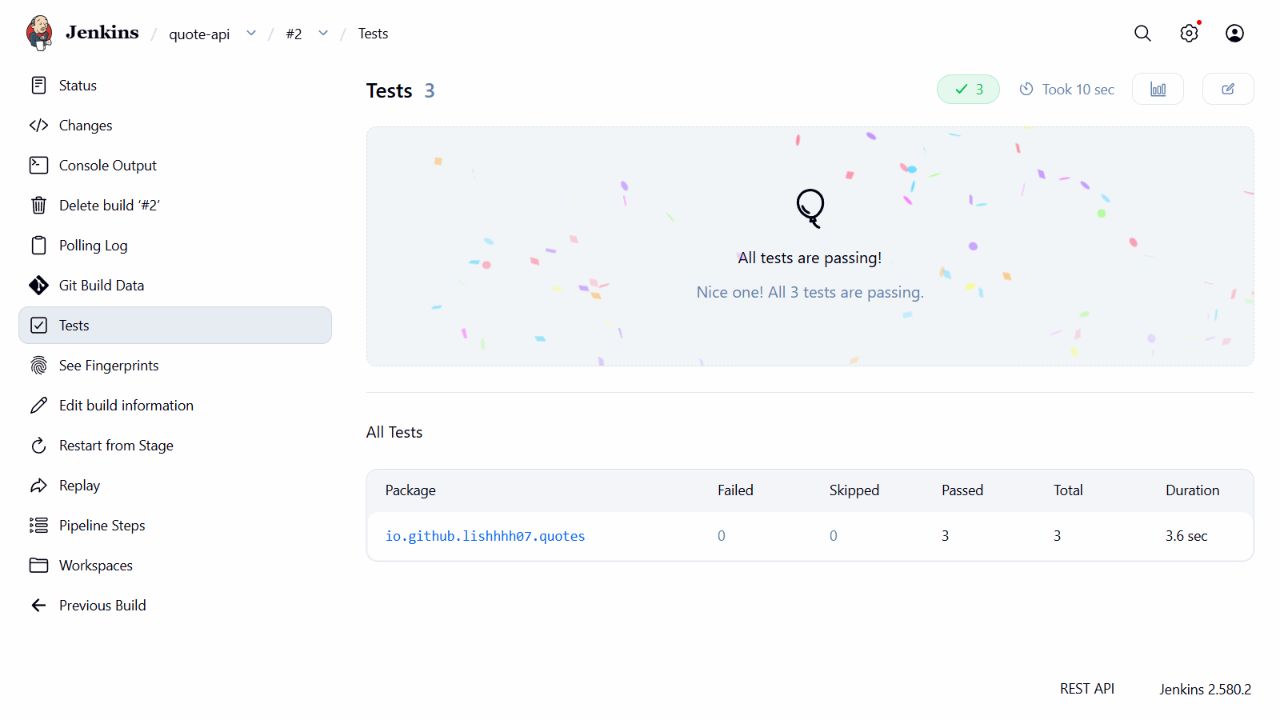 Jenkins / quote-api / #2 / Tests
Status
Changes
Console Output
Delete build ‘#2’
Polling Log
Git Build Data
Tests
See Fingerprints
Edit build information
Restart from Stage
Replay
Pipeline Steps
Workspaces
Previous Build
Tests 3
3 Took 10 sec
All tests are passing!
Nice one! All 3 tests are passing.
All Tests
Package Failed Skipped Passed Total Duration
io.github.lishhhh07.quotes 0 0 3 3 3.6 sec
REST API Jenkins 2.580.2